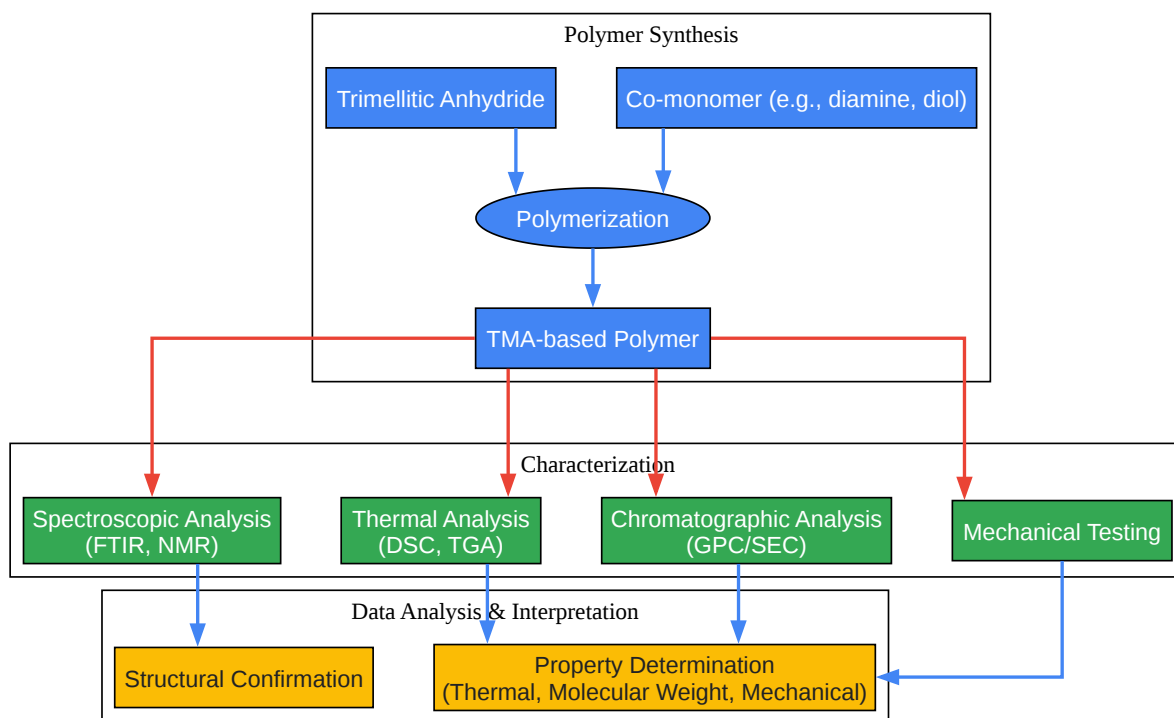 Polymer Synthesis
Trimellitic Anhydride
Co-monomer (e.g., diamine, diol)
Polymerization
TMA-based Polymer
Characterization
Spectroscopic Analysis
(FTIR, NMR)
Thermal Analysis
(DSC, TGA)
Chromatographic Analysis
(GPC/SEC)
Mechanical Testing
Data Analysis & Interpretation
Structural Confirmation
Property Determination
(Thermal, Molecular Weight, Mechanical)